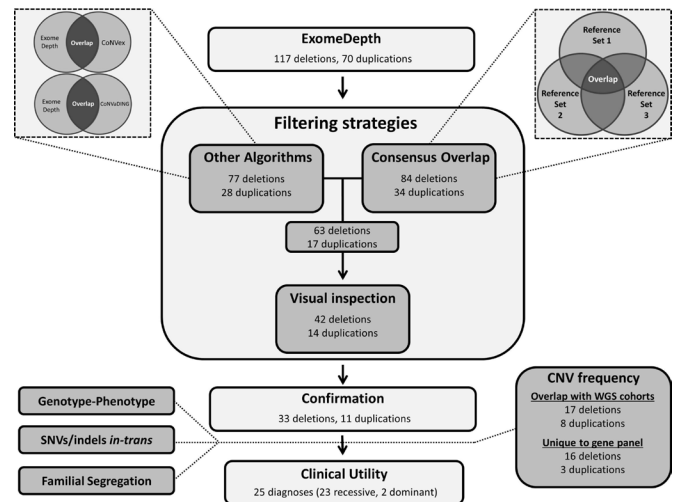 Exome
Depth
Overlap
CoNVex
Exome
Depth
Overlap
CoNVaDING
ExomeDepth
117 deletions, 70 duplications
Reference
Set 1
Overlap
Reference
Set
2
Reference
Set
3
Filtering strategies
Other Algorithms
77 deletions
28 duplications
Consensus Overlap
84 deletions
34 duplications
63 deletions
17 duplications
Visual inspection
42 deletions
14 duplications
Genotype-Phenotype
SNVs/indels in-trans
Familial Segregation
Confirmation
33 deletions, 11 duplications
Clinical Utility
25 diagnoses (23 recessive, 2 dominant)
CNV frequency
Overlap with WGS cohorts
17 deletions
8 duplications
Unique to gene panel
16 deletions
3 duplications